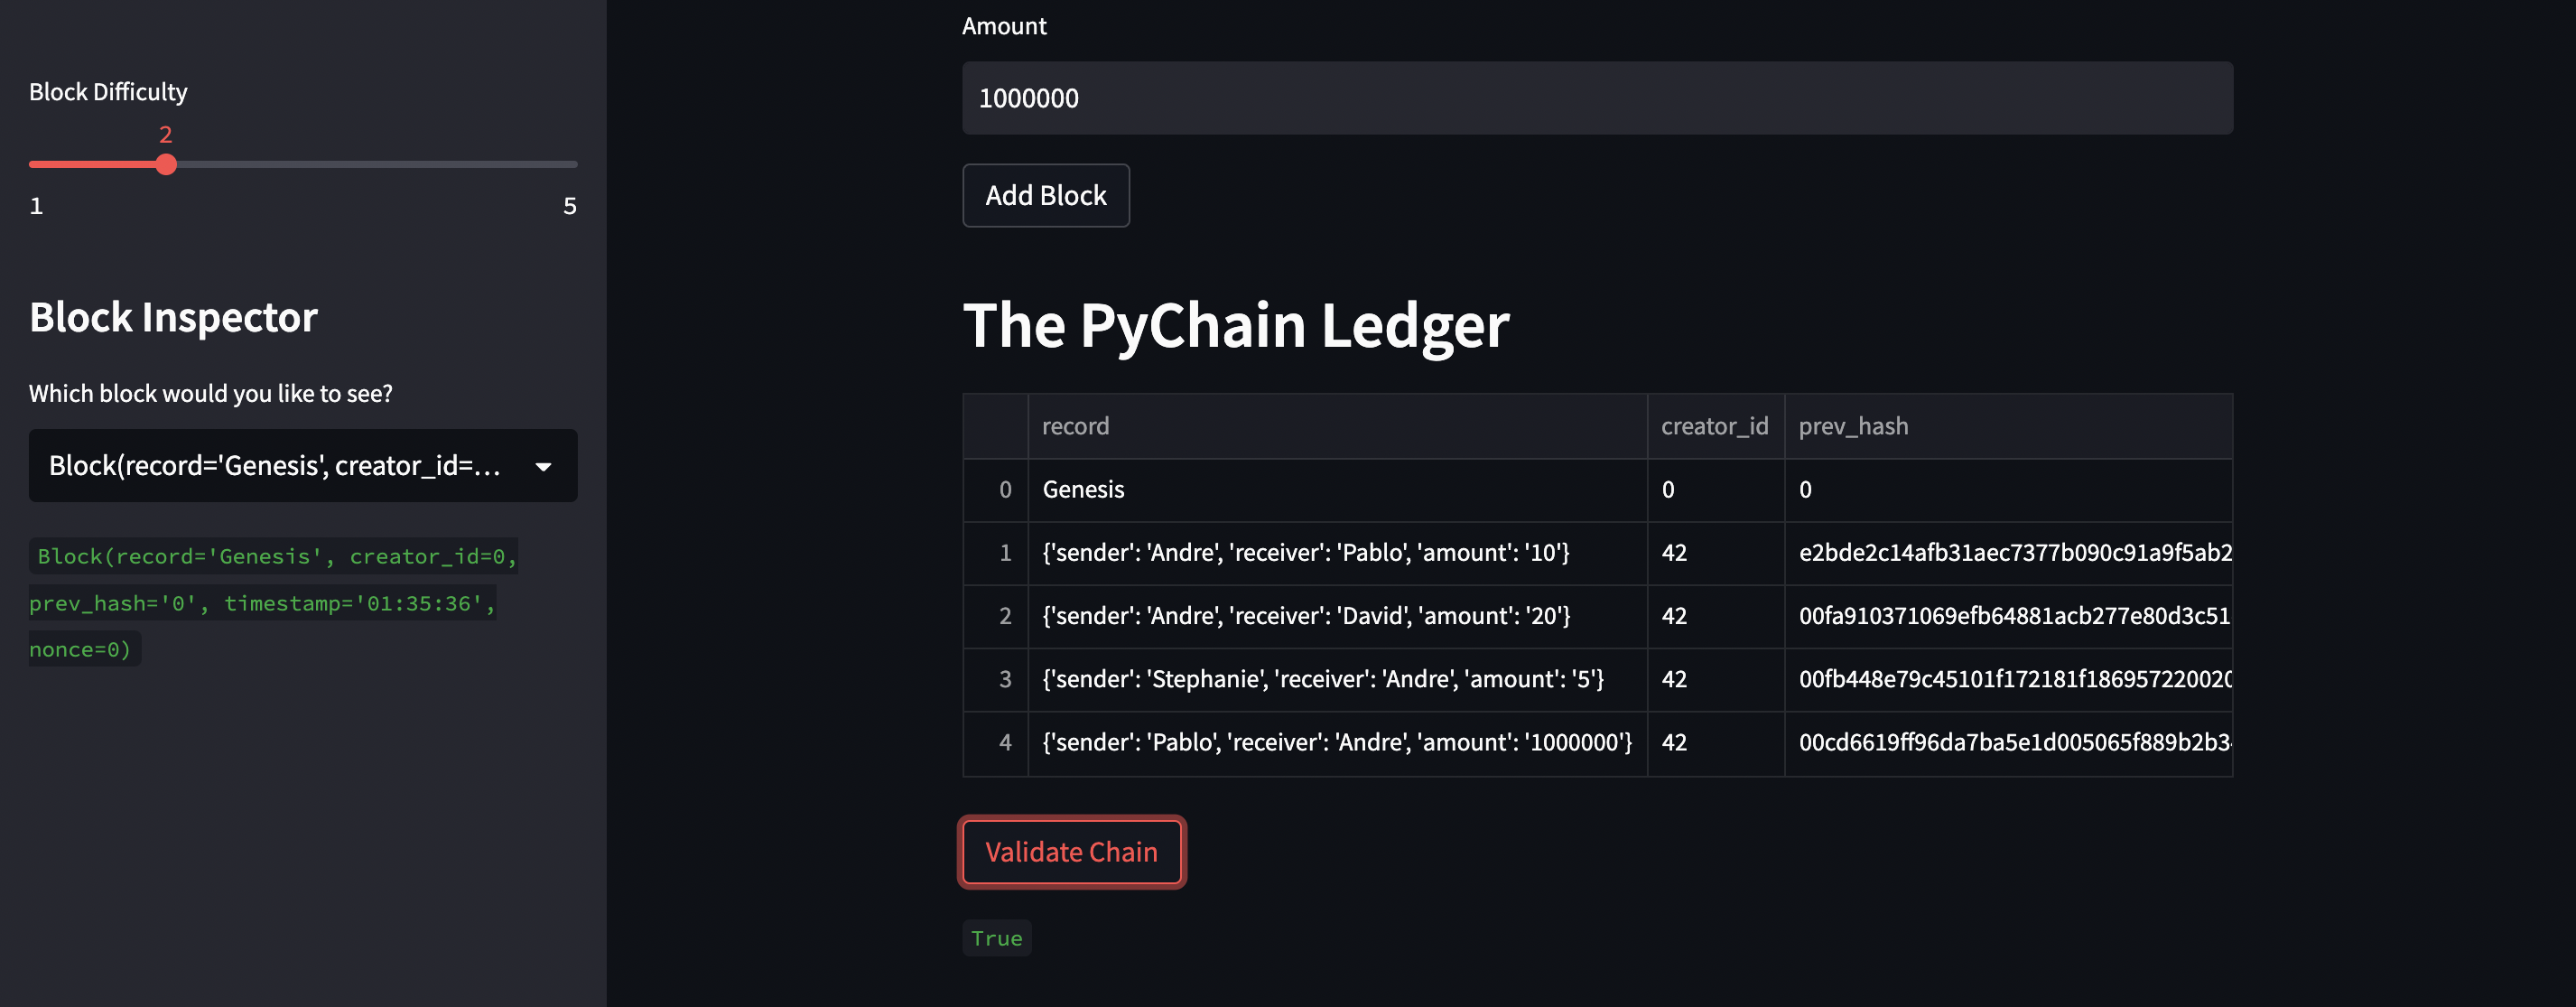 Block Difficulty
2
1 5
Block Inspector
Which block would you like to see?
Block(record='Genesis', creator_id=...
Block(record='Genesis', creator_id=0,
prev_hash='0', timestamp='01:35:36',
nonce=0)
Amount
1000000
Add Block
The PyChain Ledger
record creator_id prev_hash
0 Genesis 0 0
1 {'sender': 'Andre', 'receiver': 'Pablo', 'amount': '10'} 42 e2bde2c14afb31aec7377b090c91a9f5ab2
2 {'sender': 'Andre', 'receiver': 'David', 'amount': '20'} 42 00fa910371069efb64881acb277e80d3c51
3 {'sender': 'Stephanie', 'receiver': 'Andre', 'amount': '5'} 42 00fb448e79c45101f172181f186957220020
4 {'sender': 'Pablo', 'receiver': 'Andre', 'amount': '1000000'} 42 00cd6619ff96da7ba5e1d005065f889b2b3
Validate Chain
True